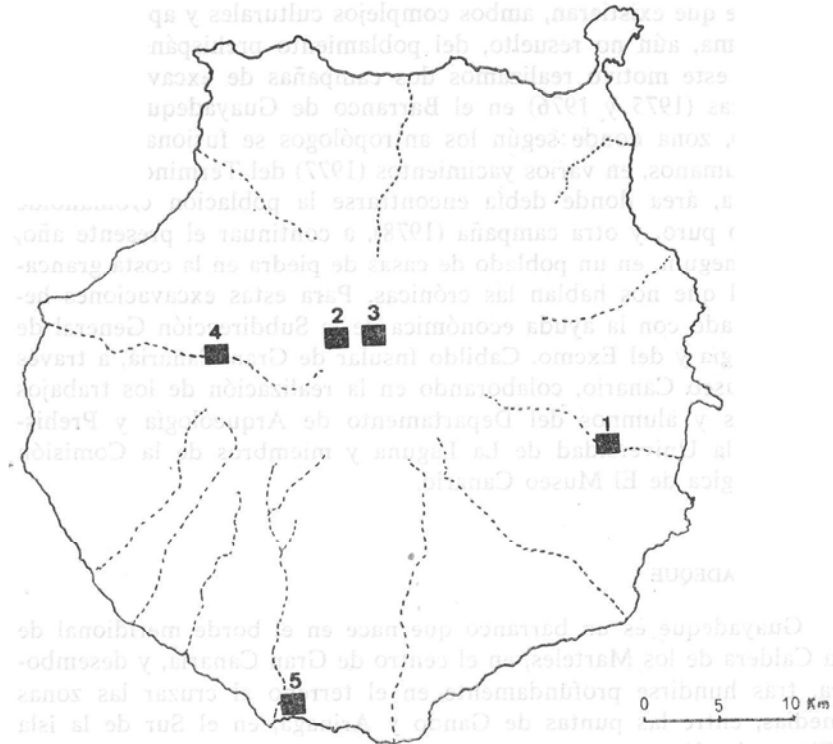 e que existieran, ambos complejos culturales y ap
ma, aún no resuelto, del poblamiento prehispán
este motivo realizamos dos campañas de excav
as (1975 y 1976) en el Barranco de Guayadequ
zona donde según los antropólogos se fusiona
umanos, en varios yacimientos (1977) del Término
a, área donde debía encontrarse la población cromañoide
o puro, y otra campaña (1978), a continuar el presente año,
en un poblado de casas de piedra en la costa granca-
l que nos hablan las crónicas. Para estas excavaciones he-
ado con la ayuda económica de la Subdirección General de
gía y del Excmo. Cabildo Insular de Gran Canaria, a través
useo Canario, colaborando en la realización de los trabajos
s y alumnos del Departamento de Arqueología y Prehis-
la Universidad de La Laguna y miembros de la Comisión
gica de El Museo Canario.
2 3
4
1
ADEQUE
Guayadeque es un barranco que nace en el borde meridional de
a Caldera de los Marteles, en el centro de Gran Canaria, y desembo-
a, tras hundirse profundamente en el terreno al cruzar las zonas
medias, entre las puntas de Gando y Arinaga, en el Sur de la isla
5
0 10 Km